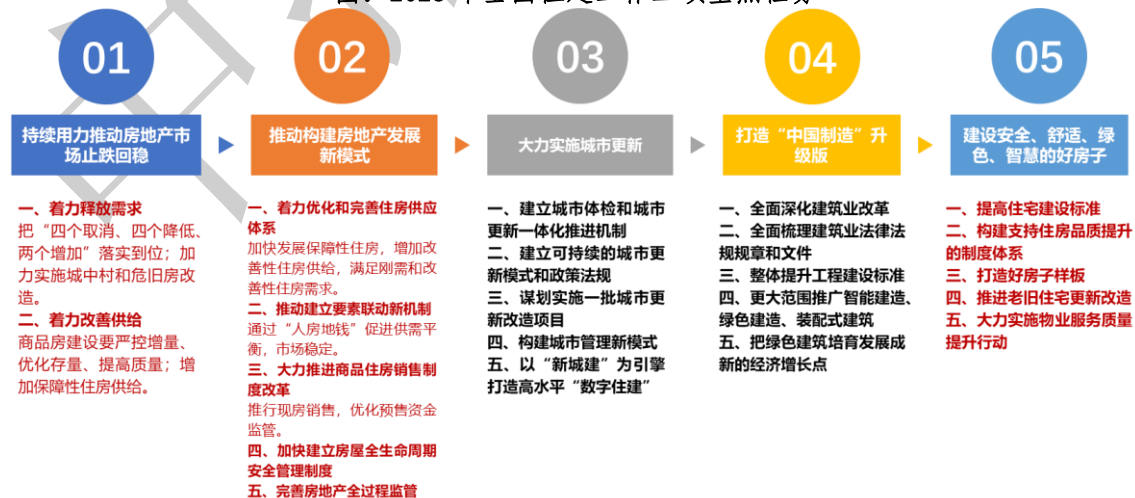 01
持续用力推动房地产市
场止跌回稳
一、着力释放需求
把“四个取消、四个降低、
两个增加”落实到位；加
力实施城中村和危旧房改
造。
二、着力改善供给
商品房建设要严控增量、
优化存量、提高质量；增
加保障性住房供给。
02
推动构建房地产发展
新模式
一、着力优化和完善住房供应
体系
加快发展保障性住房，增加改
善性住房供给，满足刚需和改
善性住房需求。
二、推动建立要素联动新机制
通过“人房地钱”促进供需平
衡，市场稳定。
三、大力推进商品住房销售制
度改革
推行现房销售，优化预售资金
监管。
四、加快建立房屋全生命周期
安全管理制度
五、完善房地产全过程监管
03
大力实施城市更新
一、建立城市体检和城市
更新一体化推进机制
二、建立可持续的城市更
新模式和政策法规
三、谋划实施一批城市更
新改造项目
四、构建城市管理新模式
五、以“新城建”为引擎
打造高水平“数字住建”
04
打造“中国制造”升
级版
一、全面深化建筑业改革
二、全面梳理建筑业法律法
规规章和文件
三、整体提升工程建设标准
四、更大范围推广智能建造、
绿色建造、装配式建筑
五、把绿色建筑培育发展成
新的经济增长点
05
建设安全、舒适、绿
色、智慧的好房子
一、提高住宅建设标准
二、构建支持住房品质提升
的制度体系
三、打造好房子样板
四、推进老旧住宅更新改造
五、大力实施物业服务质量
提升行动